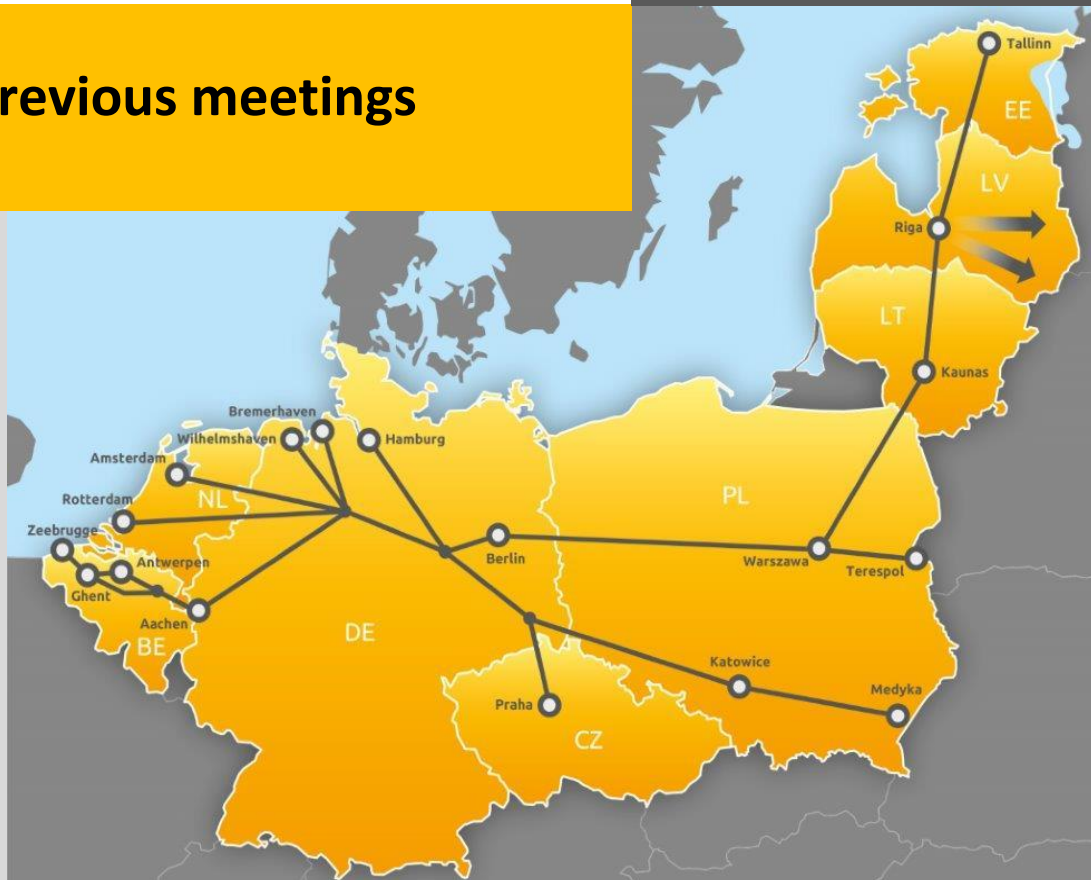 revious meetings
Tallinn
EE
LV
Riga
LT
Kaunas
Bremerhaven
Wilhelmshaven
Hamburg
Amsterdam
NL
PL
Rotterdam
Zeebrugge
Berlin
Warszawa
Antwerpen
Terespol
Ghent
Aachen
DE
BE
Katowice
Medyka
Praha
CZ